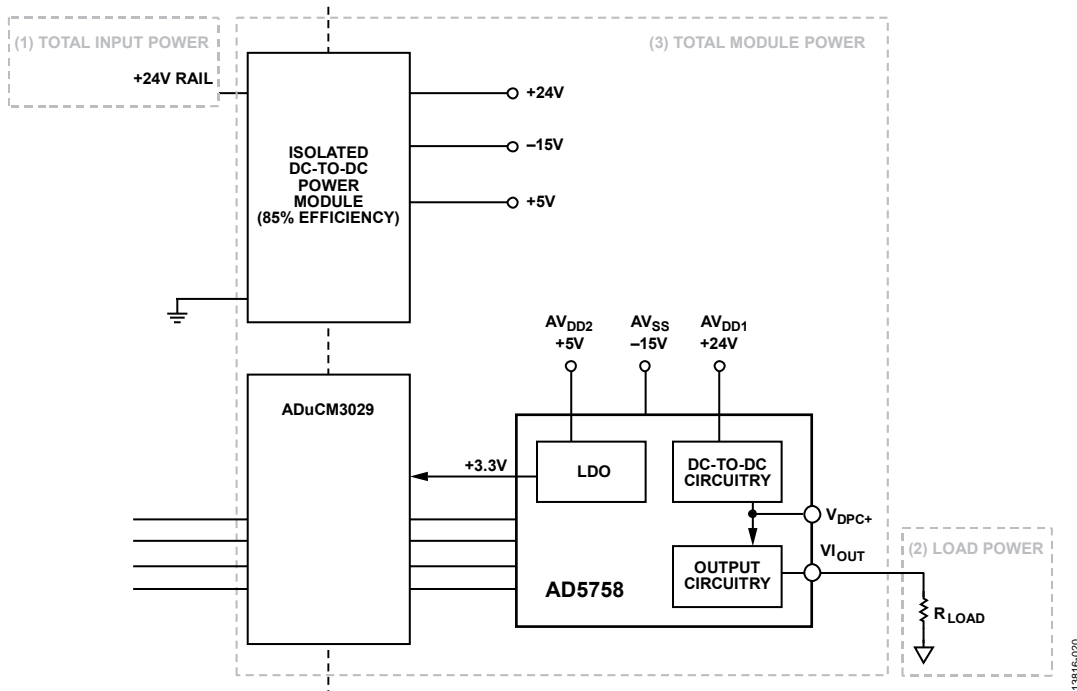 (1) TOTAL INPUT POWER
(3) TOTAL MODULE POWER
+24V RAIL
ISOLATED
DC-TO-DC
POWER
MODULE
(85% EFFICIENCY)
+24V
–15V
+5V
AVDD2
+5V
AVSS
–15V
AVDD1
+24V
ADuCM3029
+3.3V
LDO
DC-TO-DC
CIRCUITRY
VDPC+
OUTPUT
CIRCUITRY
AD5758
VIOUT
(2) LOAD POWER
RLOAD
13816-020